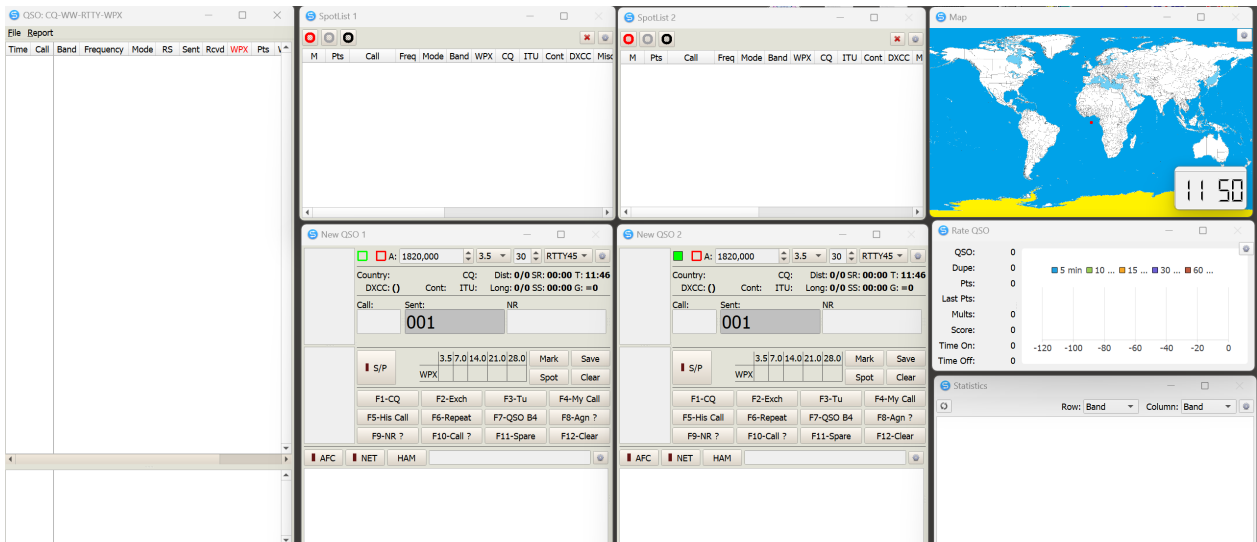 QSO: CQ-WW-RTTY-WPX
File Report
Time Call Band Frequency Mode RS Sent Rcvd WPX Pts
SpotList 1
M Pts Call Freq Mode Band WPX CQ ITU Cont DXCC Misc
SpotList 2
M Pts Call Freq Mode Band WPX CQ ITU Cont DXCC M
Map
11 50
New QSO 1
A: 1820,000 3.5 30 RTTY45
Country: CQ: Dist: 0/0 SR: 00:00 T: 11:46
DXCC: () Cont: ITU: Long: 0/0 SS: 00:00 G: =0
Call: Sent: NR
001
3.5 7.0 14.0 21.0 28.0 Mark Save
S/P
WPX Spot Clear
F1-CQ F2-Exch F3-Tu F4-My Call
F5-His Call F6-Repeat F7-QSO B4 F8-Agn ?
F9-NR ? F10-Call ? F11-Spare F12-Clear
AFC NET HAM
New QSO 2
A: 1820,000 3.5 30 RTTY45
Country: CQ: Dist: 0/0 SR: 00:00 T: 11:46
DXCC: () Cont: ITU: Long: 0/0 SS: 00:00 G: =0
Call: Sent: NR
001
3.5 7.0 14.0 21.0 28.0 Mark Save
S/P
WPX Spot Clear
F1-CQ F2-Exch F3-Tu F4-My Call
F5-His Call F6-Repeat F7-QSO B4 F8-Agn ?
F9-NR ? F10-Call ? F11-Spare F12-Clear
AFC NET HAM
Rate QSO
QSO: 0
Dupe: 0
Pts: 0
Last Pts:
Mults: 0
Score: 0
Time On: 0
Time Off: 0
5 min 10 ... 15 ... 30 ... 60 ...
-120 -100 -80 -60 -40 -20 0
Statistics
Row: Band Column: Band